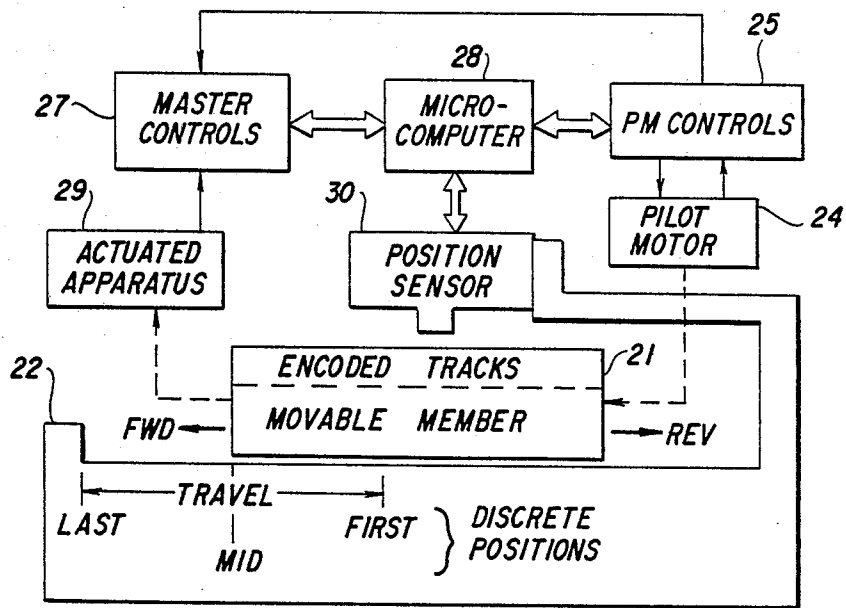 25
28
27
MASTER
CONTROLS
MICRO-
COMPUTER
PM CONTROLS
29
30
24
ACTUATED
APPARATUS
POSITION
SENSOR
PILOT
MOTOR
22
21
ENCODED TRACKS
MOVABLE MEMBER
FWD
REV
TRAVEL
LAST
FIRST
MID
DISCRETE
POSITIONS